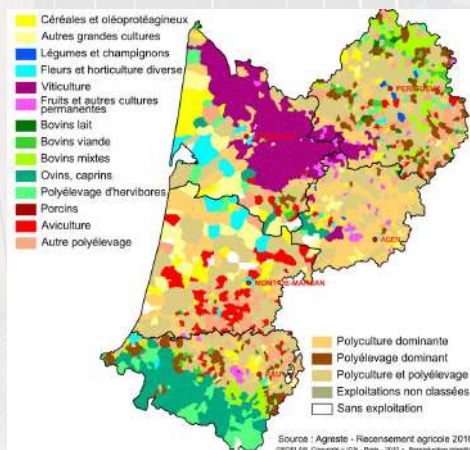 Céréales et oléoprotéagineux
Autres grandes cultures
Légumes et champignons
Fleurs et horticulture diverse
Viticulture
Fruits et autres cultures
permanentes
Bovins lait
Bovins viande
Bovins mixtes
Ovins, caprins
Polyélevage d'hervibores
Porcins
Aviculture
Autre polyélevage
PERIGUEUX
AGEN
MONT-DE-MARSAN
PAU
Polyculture dominante
Polyélevage dominant
Polyculture et polyélevage
Exploitations non classées
Sans exploitation
Source : Agreste - Recensement agricole 2010